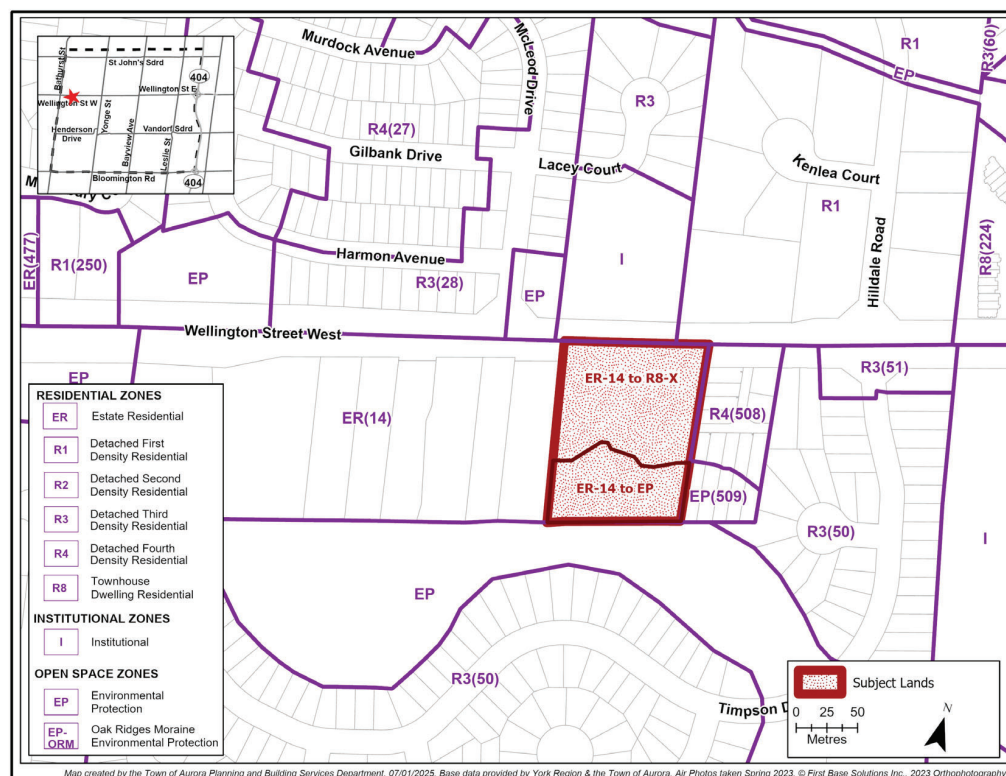 Murdock Avenue
McLeod Drive
R1
R3(60)
EP
Bathurst St
St John's Sdrd
404
Wellington St W
Wellington St E
Yonge St
Henderson Drive
Vandorf Sdrd
Bayview Ave
Leslie St
Bloomington Rd
404
R3
R4(27)
Gilbank Drive
Lacey Court
Kenlea Court
R1
Hilldale Road
R8(224)
ER(477)
R1(250)
EP
Harmon Avenue
R3(28)
EP
I
Wellington Street West
EP
ER(14)
ER-14 to R8-X
R4(508)
R3(51)
ER-14 to EP
EP(509)
R3(50)
I
EP
R3(50)
RESIDENTIAL ZONES
ER Estate Residential
R1 Detached First
Density Residential
R2 Detached Second
Density Residential
R3 Detached Third
Density Residential
R4 Detached Fourth
Density Residential
R8 Townhouse
Dwelling Residential
INSTITUTIONAL ZONES
I Institutional
OPEN SPACE ZONES
EP Environmental
Protection
EP-ORM Oak Ridges Moraine
Environmental Protection
Timpson D
Subject Lands
0 25 50
Metres
N
Map created by the Town of Aurora Planning and Building Services Department, 07/01/2025. Base data provided by York Region & the Town of Aurora. Air Photos taken Spring 2023, © First Base Solutions Inc., 2023 Orthophotograph